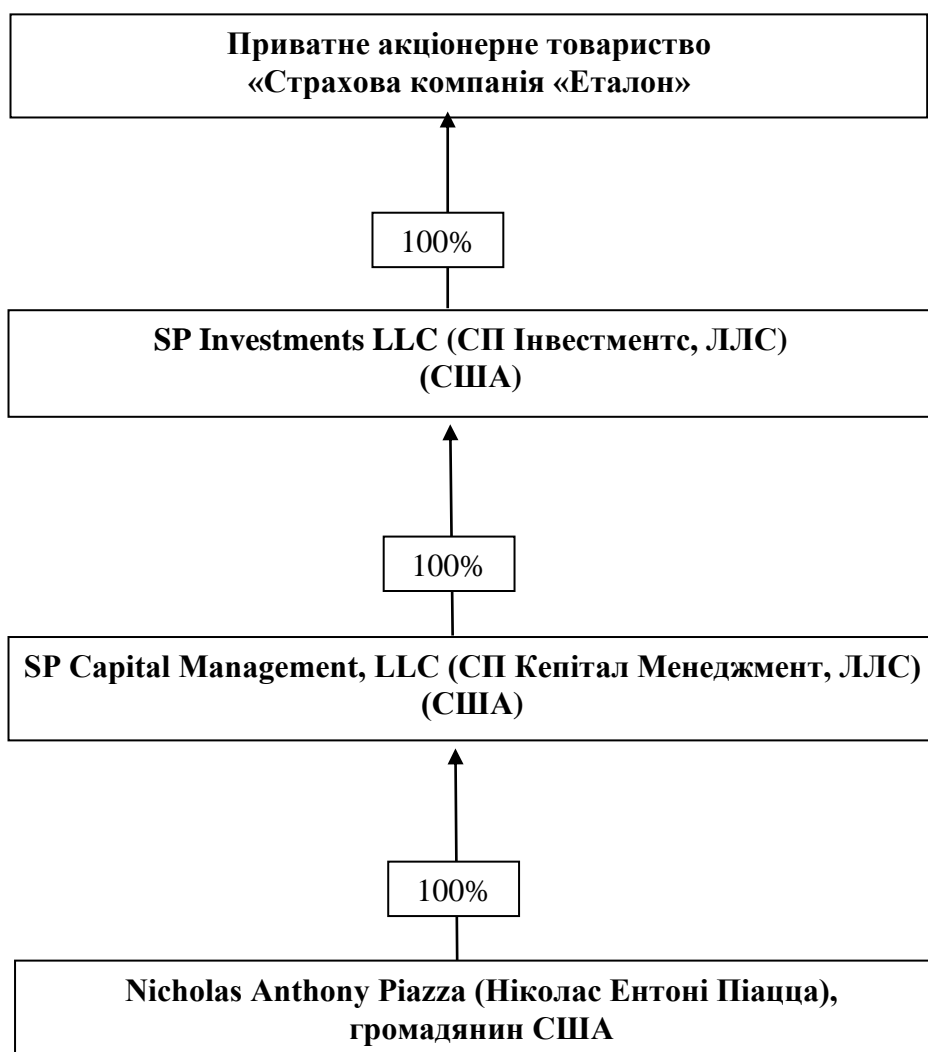 Приватне акціонерне товариство
«Страхова компанія «Еталон»
100%
SP Investments LLC (СП Інвестментс, ЛЛС)
(США)
100%
SP Capital Management, LLC (СП Кепітал Менеджмент, ЛЛС)
(США)
100%
Nicholas Anthony Piazza (Ніколас Ентоні Піацца),
громадянин США